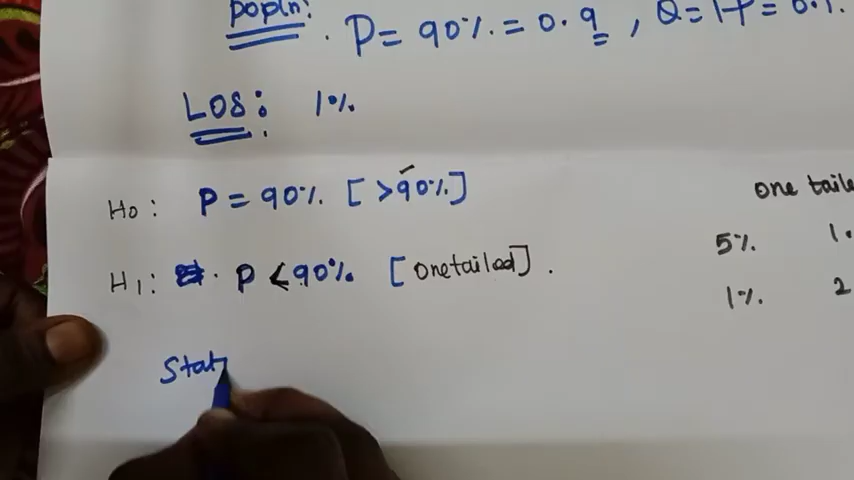 popln:
P = 90% = 0.9, Q = 1-P = 0.1.
LOS: 1%
one taile
H₀: P = 90% [>90%]
5% 1.
H₁: P < 90% [onetailed].
1% 2
Stat